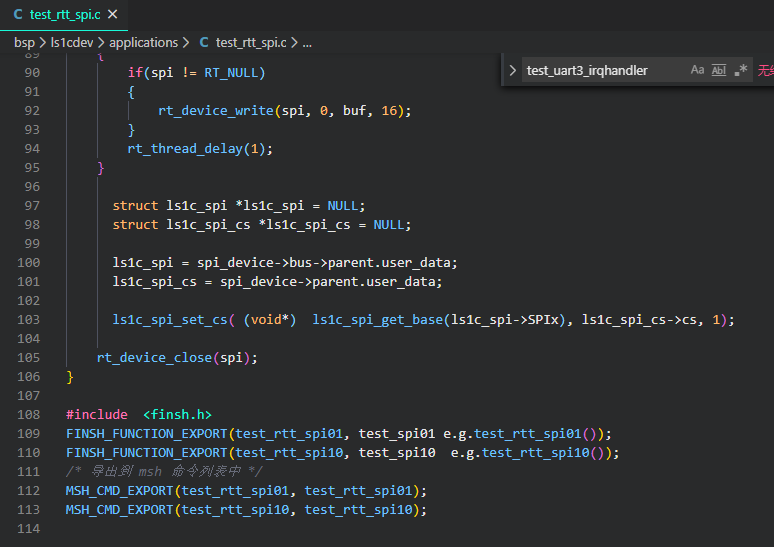 test_rtt_spi.c
bsp > ls1cdev > applications > C test_rtt_spi.c > ...
test_uart3_irqhandler
Aa Abl .*
89 {
90 if(spi != RT_NULL)
91 {
92 rt_device_write(spi, 0, buf, 16);
93 }
94 rt_thread_delay(1);
95 }
96
97 struct ls1c_spi *ls1c_spi = NULL;
98 struct ls1c_spi_cs *ls1c_spi_cs = NULL;
99
100 ls1c_spi = spi_device->bus->parent.user_data;
101 ls1c_spi_cs = spi_device->parent.user_data;
102
103 ls1c_spi_set_cs( (void*)  ls1c_spi_get_base(ls1c_spi->SPIx), ls1c_spi_cs->cs, 1);
104
105 rt_device_close(spi);
106 }
107
108 #include  <finsh.h>
109 FINSH_FUNCTION_EXPORT(test_rtt_spi01, test_spi01 e.g.test_rtt_spi01());
110 FINSH_FUNCTION_EXPORT(test_rtt_spi10, test_spi10  e.g.test_rtt_spi10());
111 /* 导出到 msh 命令列表中 */
112 MSH_CMD_EXPORT(test_rtt_spi01, test_rtt_spi01);
113 MSH_CMD_EXPORT(test_rtt_spi10, test_rtt_spi10);
114